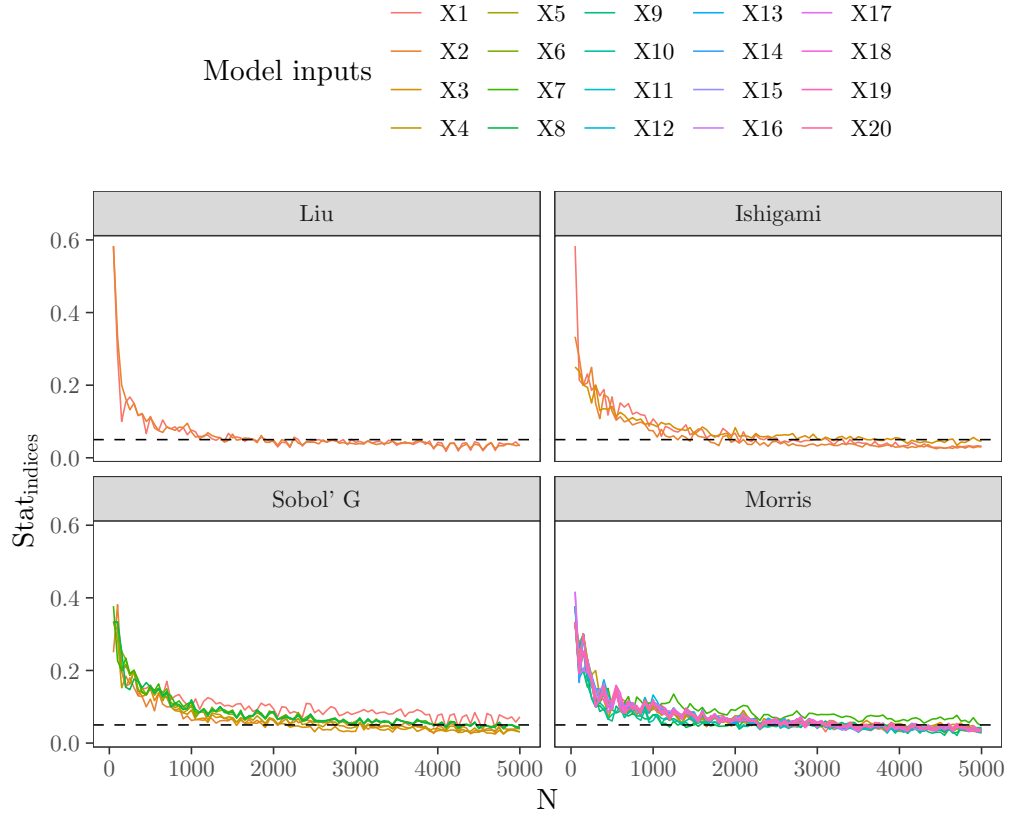 X1 X5 X9 X13 X17
X2 X6 X10 X14 X18
Model inputs
X3 X7 X11 X15 X19
X4 X8 X12 X16 X20
Liu Ishigami
0.6
0.4
0.2
0.0
Sobol' G Morris
0.6
0.4
0.2
0.0
Stat_indices
0 1000 2000 3000 4000 5000 0 1000 2000 3000 4000 5000
N